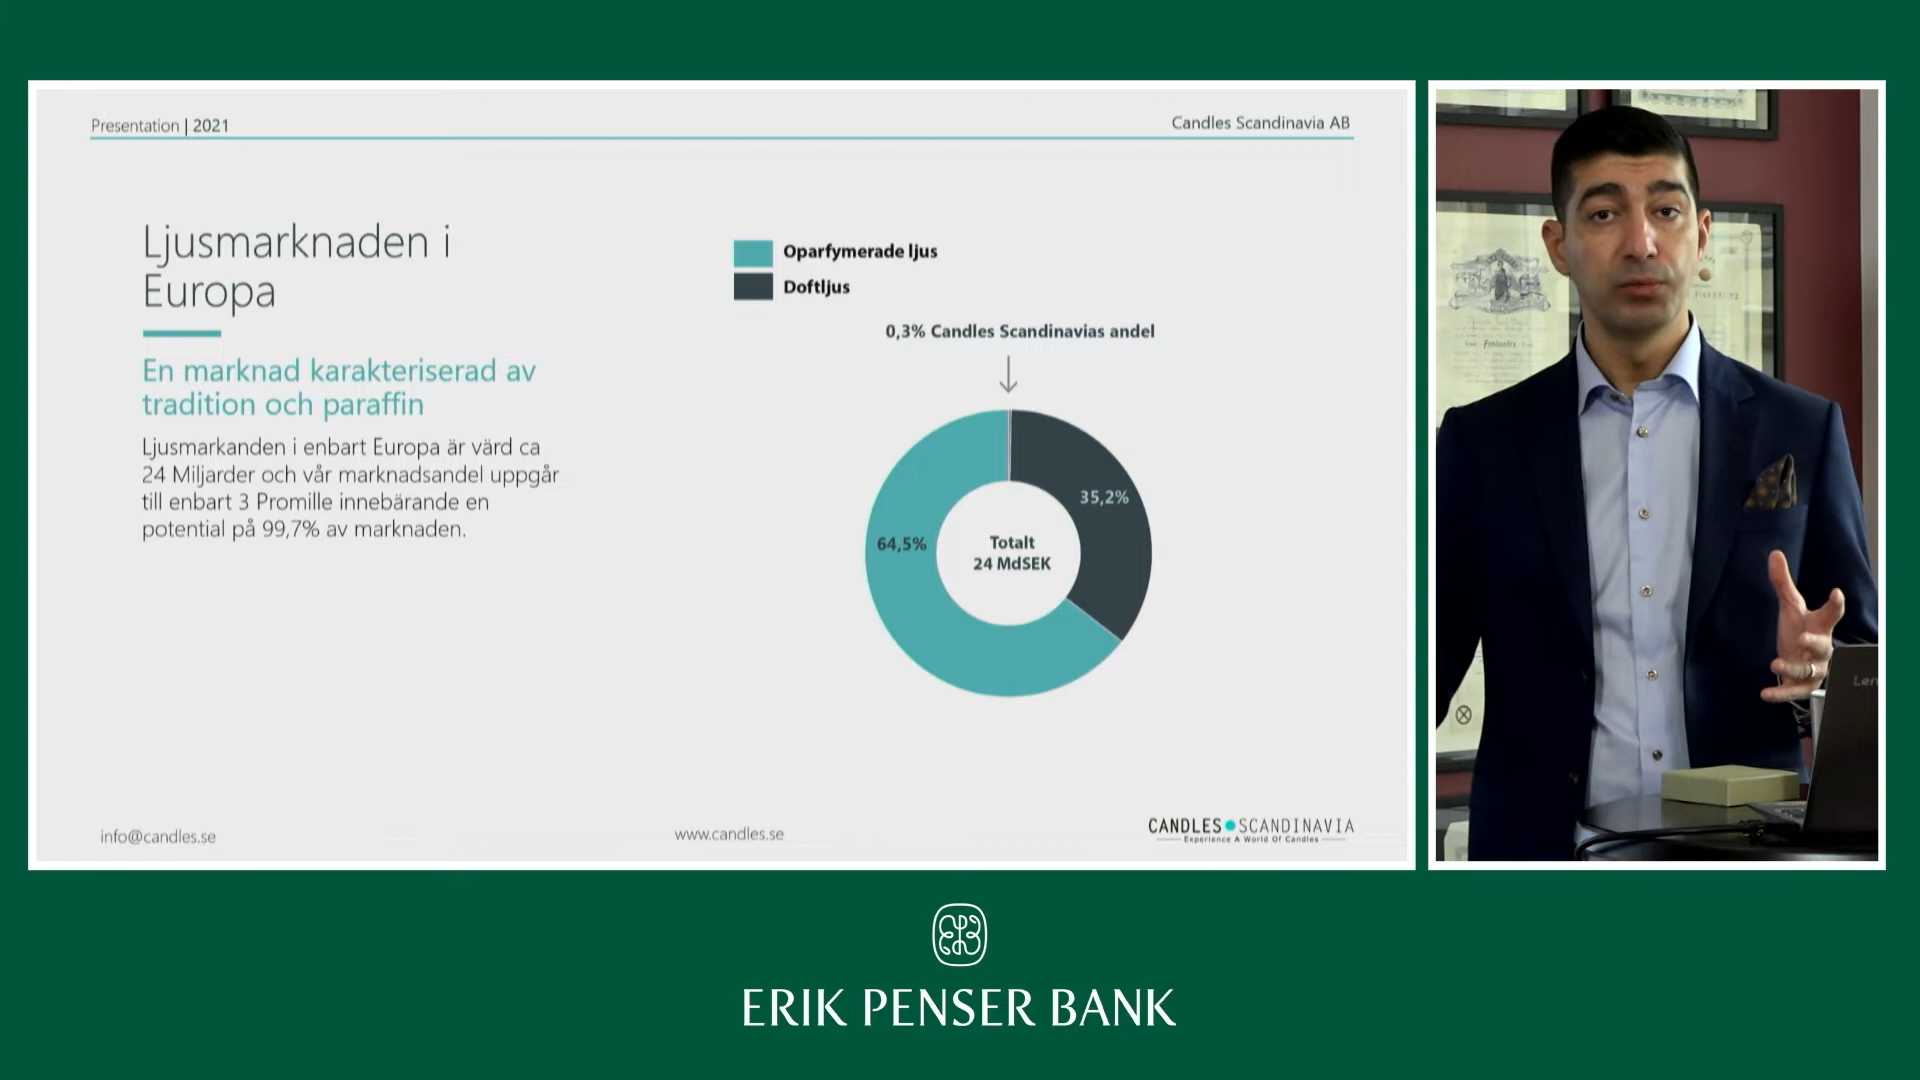 Presentation | 2021
Candles Scandinavia AB
Ljusmarknaden i
Europa
En marknad karakteriserad av
tradition och paraffin
Ljusmarkanden i enbart Europa är värd ca
24 Miljarder och vår marknadsandel uppgår
till enbart 3 Promille innebärande en
potential på 99,7% av marknaden.
Oparfymerade ljus
Doftljus
0,3% Candles Scandinavias andel
35,2%
64,5%
Totalt
24 MdSEK
info@candles.se
www.candles.se
CANDLES SCANDINAVIA
Experience A World Of Candles
ERIK PENSER BANK